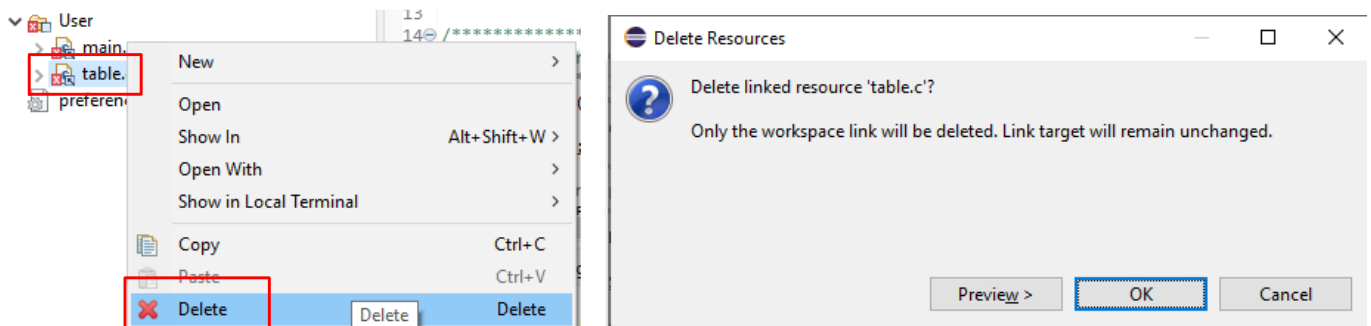 User
13
14 /*************
main.
table.
preferen
New
Open
Show In Alt+Shift+W >
Open With
Show in Local Terminal
Copy Ctrl+C
Paste Ctrl+V
Delete Delete
Delete
Delete Resources
Delete linked resource 'table.c'?
Only the workspace link will be deleted. Link target will remain unchanged.
Preview >
OK
Cancel